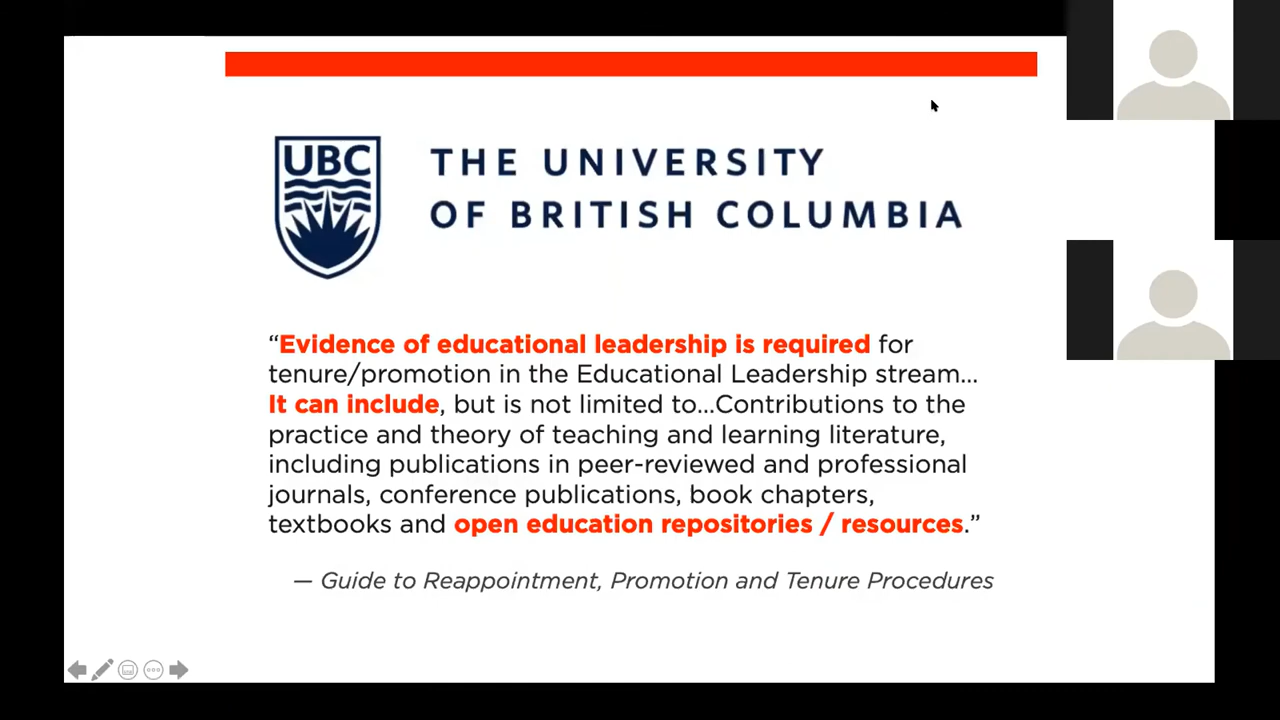 UBC
THE UNIVERSITY
OF BRITISH COLUMBIA
“Evidence of educational leadership is required for
tenure/promotion in the Educational Leadership stream...
It can include, but is not limited to...Contributions to the
practice and theory of teaching and learning literature,
including publications in peer-reviewed and professional
journals, conference publications, book chapters,
textbooks and open education repositories / resources.”
— Guide to Reappointment, Promotion and Tenure Procedures